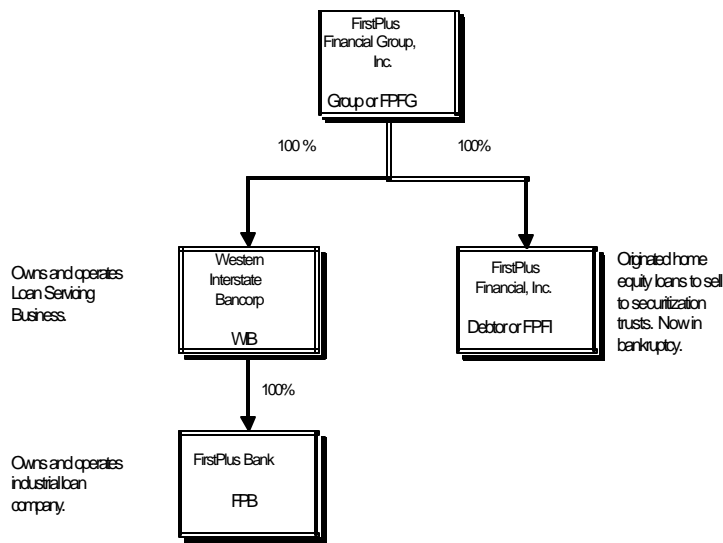 FirstPlus
Financial Group,
Inc.
Group or FPFG
100 %
100%
Owns and operates
Loan Servicing
Business.
Western
Interstate
Bancorp
WIB
FirstPlus
Financial, Inc.
Debtor or FPFI
Originated home
equity loans to sell
to securitization
trusts. Now in
bankruptcy.
100%
Owns and operates
industrial loan
company.
FirstPlus Bank
FPB